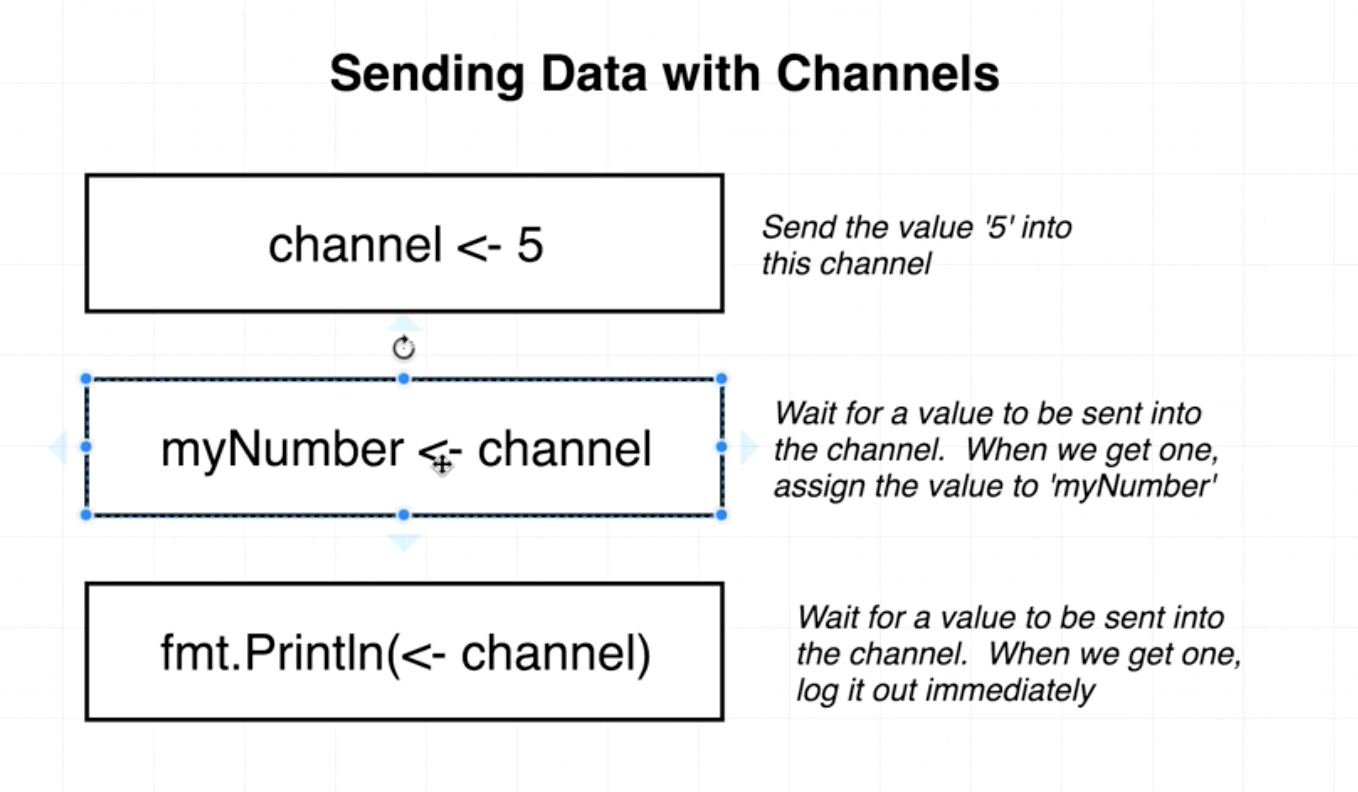 Sending Data with Channels
channel <- 5
Send the value '5' into
this channel
myNumber <- channel
Wait for a value to be sent into
the channel.  When we get one,
assign the value to 'myNumber'
fmt.Println(<- channel)
Wait for a value to be sent into
the channel.  When we get one,
log it out immediately